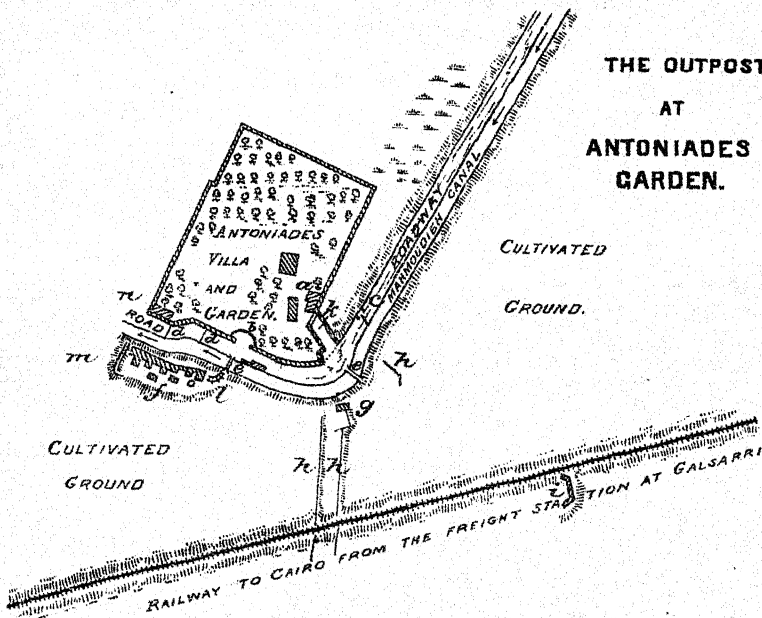 THE OUTPOST
AT
ANTONIADES
GARDEN.
ROADWAY
MAHMOUDIEH CANAL
CULTIVATED
GROUND.
ANTONIADES
VILLA
AND
GARDEN.
a
k
c
n
ROAD
d
d
b
e
e
h
m
f
l
g
CULTIVATED
GROUND
h
h
i
RAILWAY TO CAIRO FROM THE FREIGHT STATION AT GALSARRI